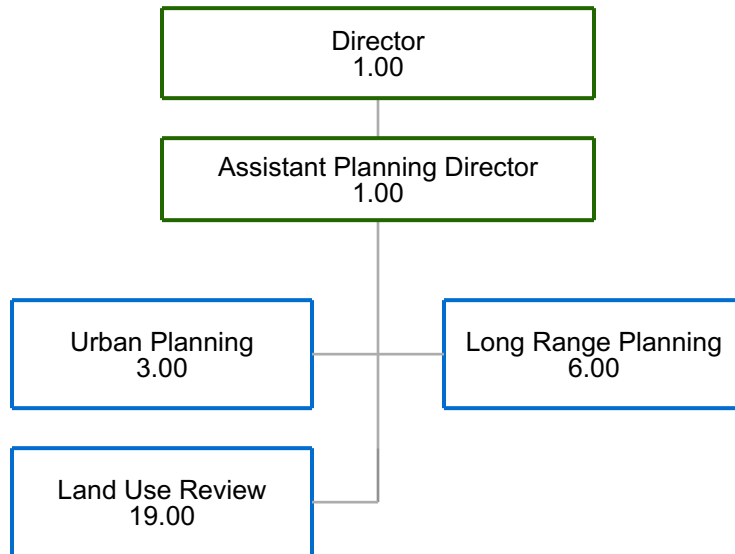 Director
1.00
Assistant Planning Director
1.00
Urban Planning
3.00
Long Range Planning
6.00
Land Use Review
19.00